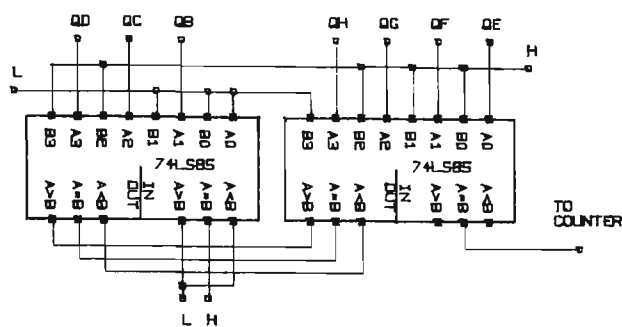 QD QC QB QH QG QF QE
L H
B3 A3 B2 A2 B1 A1 B0 A0 B3 A3 B2 A2 B1 A1 B0 A0
74LS85 74LS85
A>B A=B A<B OUT IN A>B A=B A<B A>B A=B A<B OUT IN A>B A=B A<B
TO
COUNTER
L H